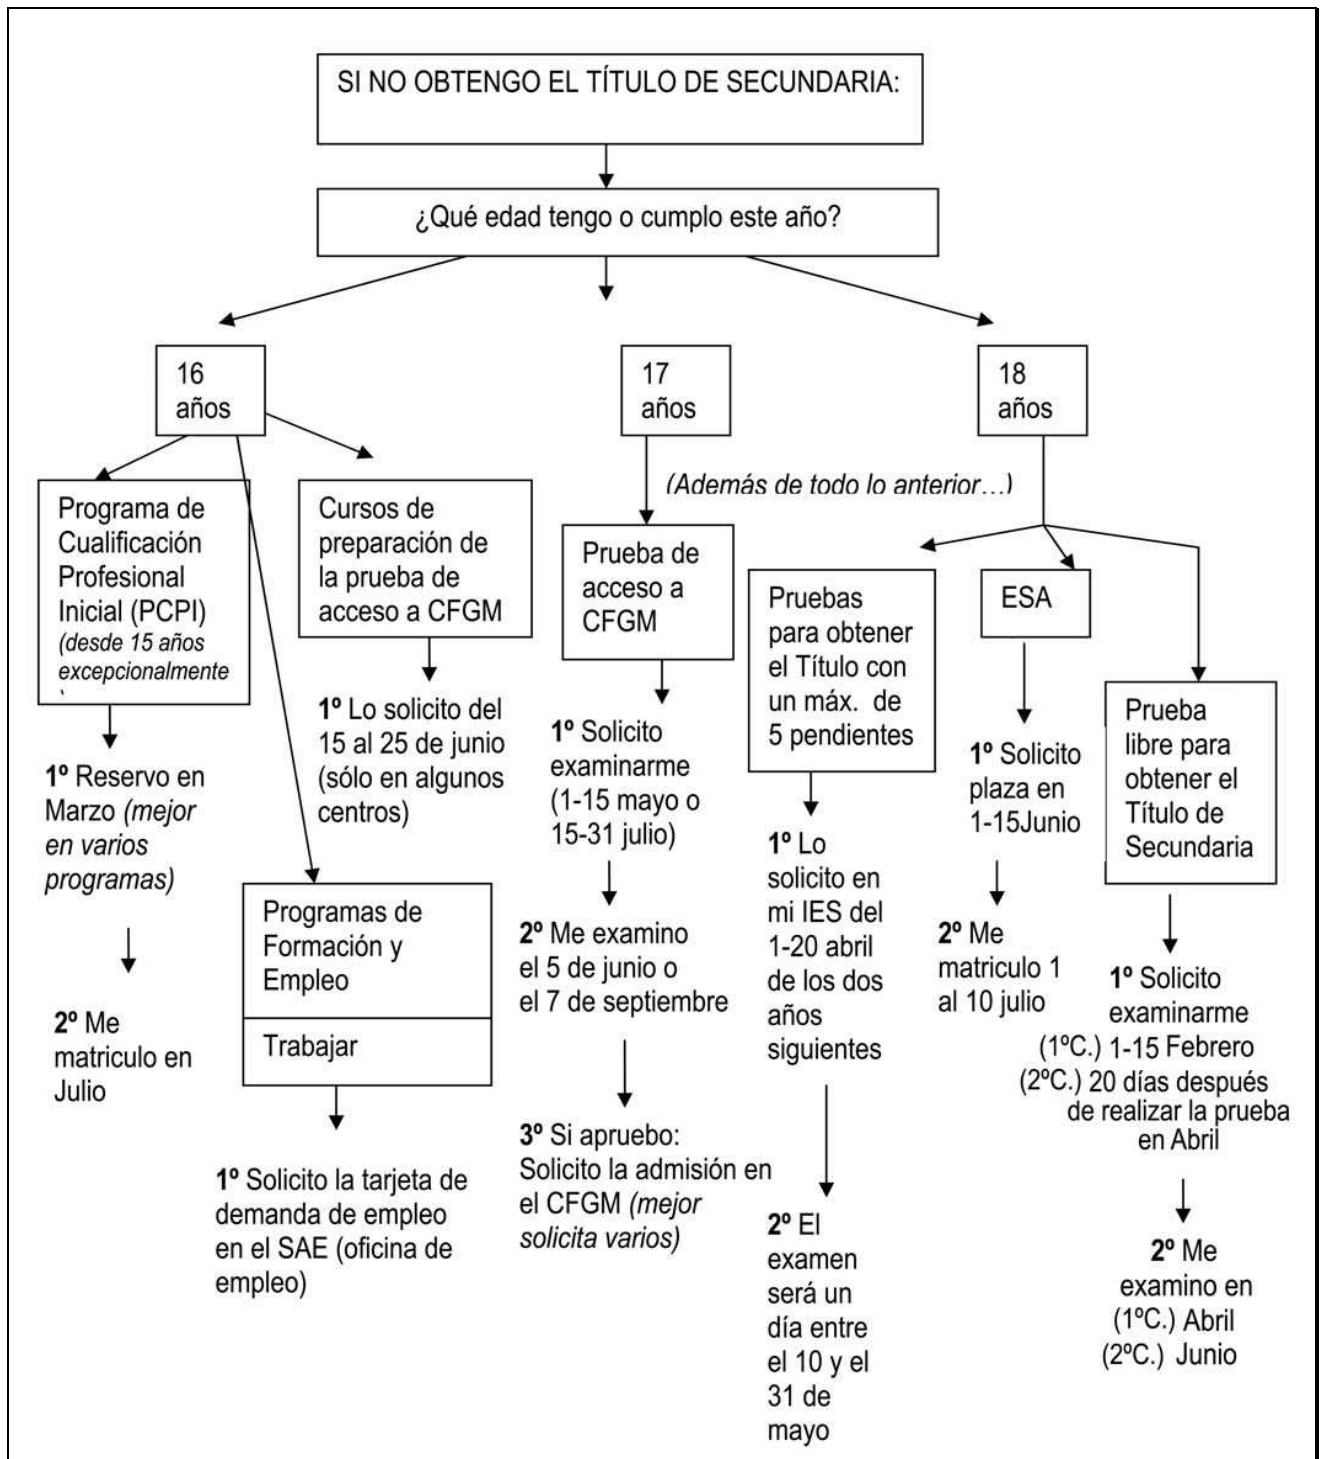 SI NO OBTENGO EL TÍTULO DE SECUNDARIA:
¿Qué edad tengo o cumplo este año?
16
años
17
años
18
años
(Además de todo lo anterior…)
Programa de
Cualificación
Profesional
Inicial (PCPI)
(desde 15 años
excepcionalmente
)
1º Reservo en
Marzo (mejor
en varios
programas)
2º Me
matriculo en
Julio
Cursos de
preparación de
la prueba de
acceso a CFGM
1º Lo solicito del
15 al 25 de junio
(sólo en algunos
centros)
Programas de
Formación y
Empleo
Trabajar
1º Solicito la tarjeta de
demanda de empleo
en el SAE (oficina de
empleo)
Prueba de
acceso a
CFGM
1º Solicito
examinarme
(1-15 mayo o
15-31 julio)
2º Me examino
el 5 de junio o
el 7 de septiembre
3º Si apruebo:
Solicito la admisión en
el CFGM (mejor
solicita varios)
Pruebas
para obtener
el Título con
un máx. de
5 pendientes
1º Lo
solicito en
mi IES del
1-20 abril
de los dos
años
siguientes
2º El
examen
será un
día entre
el 10 y el
31 de
mayo
ESA
1º Solicito
plaza en
1-15Junio
2º Me
matriculo 1
al 10 julio
Prueba
libre para
obtener el
Título de
Secundaria
1º Solicito
examinarme
(1ºC.) 1-15 Febrero
(2ºC.) 20 días después
de realizar la prueba
en Abril
2º Me
examino en
(1ºC.) Abril
(2ºC.) Junio